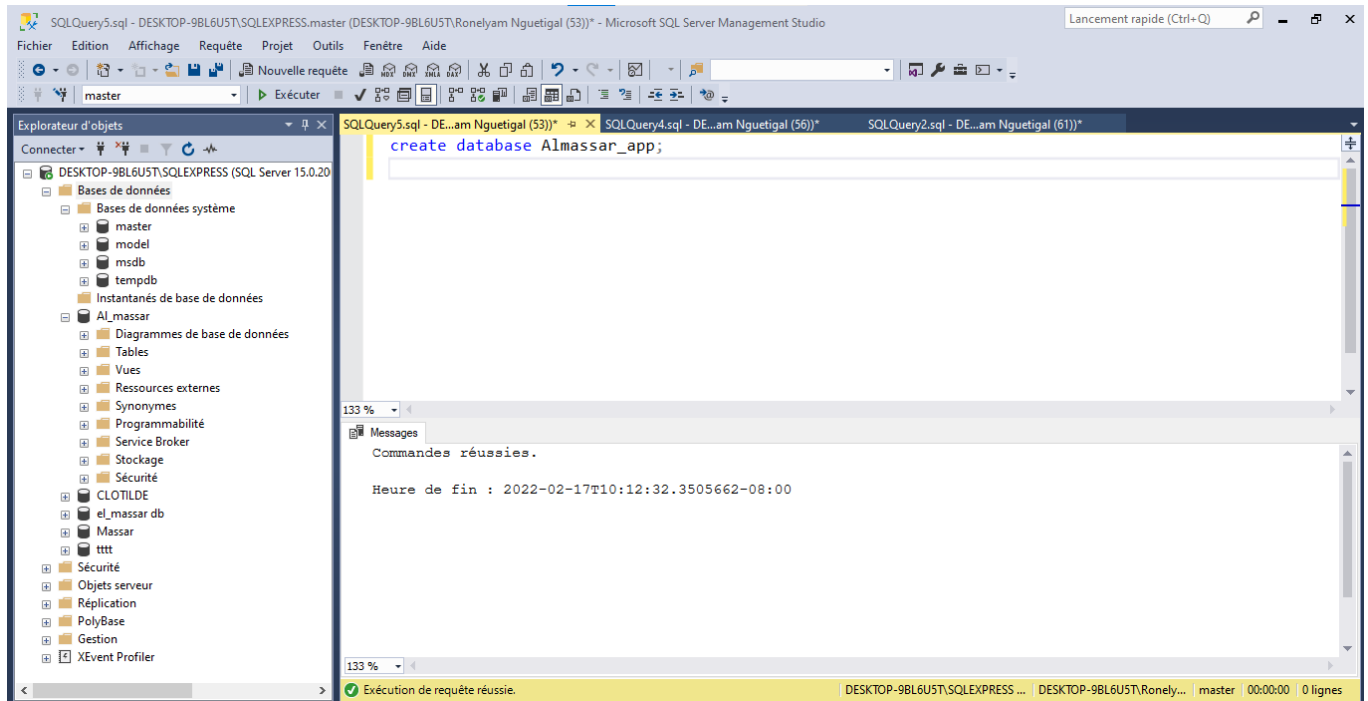 SQLQuery5.sql - DESKTOP-9BL6U5T\SQLEXPRESS.master (DESKTOP-9BL6U5T\Ronelyam Nguetigal (53))* - Microsoft SQL Server Management Studio
Lancement rapide (Ctrl+Q)
Fichier Edition Affichage Requête Projet Outils Fenêtre Aide
Nouvelle requête MDX DMX XMLA DAX
master Exécuter
Explorateur d'objets
Connecter
DESKTOP-9BL6U5T\SQLEXPRESS (SQL Server 15.0.20
Bases de données
Bases de données système
master
model
msdb
tempdb
Instantanés de base de données
Al_massar
Diagrammes de base de données
Tables
Vues
Ressources externes
Synonymes
Programmabilité
Service Broker
Stockage
Sécurité
CLOTILDE
el_massar db
Massar
tttt
Sécurité
Objets serveur
Réplication
PolyBase
Gestion
XEvent Profiler
SQLQuery5.sql - DE...am Nguetigal (53))* SQLQuery4.sql - DE...am Nguetigal (56))* SQLQuery2.sql - DE...am Nguetigal (61))*
create database Almassar_app;
133 %
Messages
Commandes réussies.
Heure de fin : 2022-02-17T10:12:32.3505662-08:00
133 %
Exécution de requête réussie. DESKTOP-9BL6U5T\SQLEXPRESS ... DESKTOP-9BL6U5T\Ronely... master 00:00:00 0 lignes